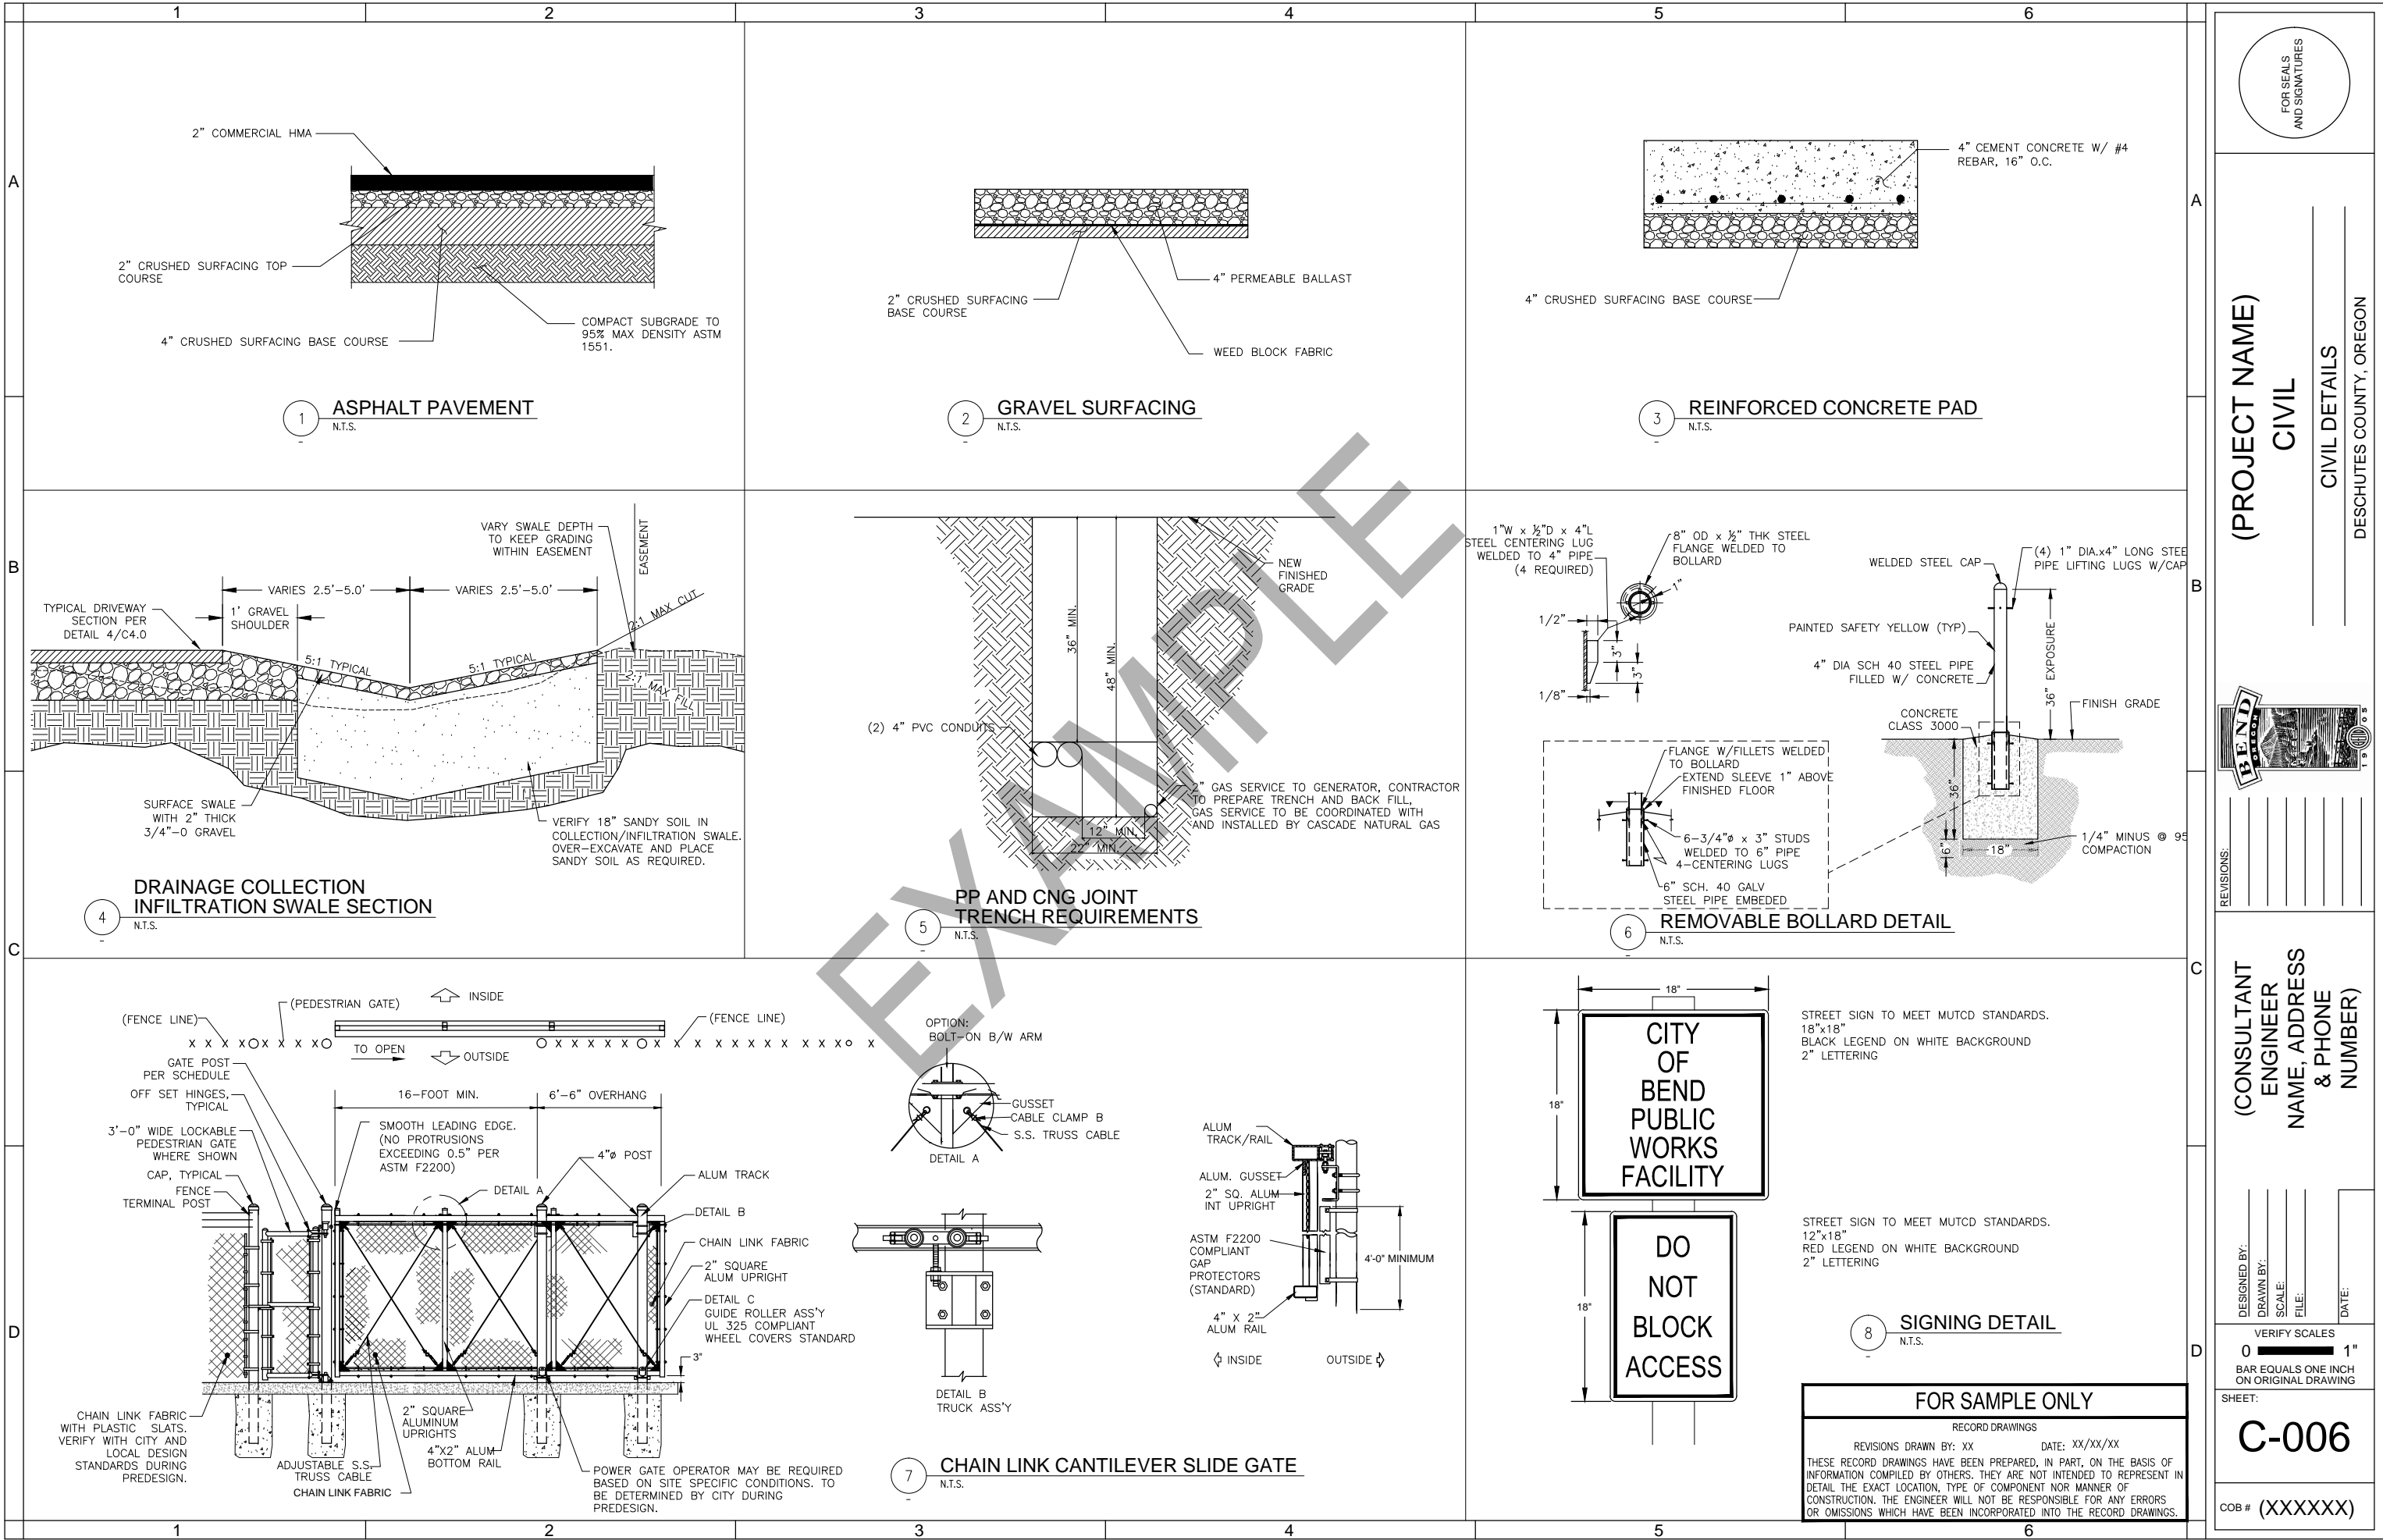 1 2 3 4 5 6
A
B
C
D
2" COMMERCIAL HMA
2" CRUSHED SURFACING TOP
COURSE
4" CRUSHED SURFACING BASE COURSE
COMPACT SUBGRADE TO
95% MAX DENSITY ASTM
1551.
1 ASPHALT PAVEMENT
N.T.S.
-
2" CRUSHED SURFACING
BASE COURSE
4" PERMEABLE BALLAST
WEED BLOCK FABRIC
2 GRAVEL SURFACING
N.T.S.
-
4" CEMENT CONCRETE W/ #4
REBAR, 16" O.C.
4" CRUSHED SURFACING BASE COURSE
3 REINFORCED CONCRETE PAD
N.T.S.
-
VARY SWALE DEPTH
TO KEEP GRADING
WITHIN EASEMENT
EASEMENT
VARIES 2.5'-5.0'
VARIES 2.5'-5.0'
TYPICAL DRIVEWAY
SECTION PER
DETAIL 4/C4.0
1' GRAVEL
SHOULDER
5:1 TYPICAL
5:1 TYPICAL
2:1 MAX CUT
2:1 MAX FILL
SURFACE SWALE
WITH 2" THICK
3/4"-0 GRAVEL
VERIFY 18" SANDY SOIL IN
COLLECTION/INFILTRATION SWALE.
OVER-EXCAVATE AND PLACE
SANDY SOIL AS REQUIRED.
4 DRAINAGE COLLECTION
INFILTRATION SWALE SECTION
N.T.S.
-
NEW
FINISHED
GRADE
36" MIN.
48" MIN.
(2) 4" PVC CONDUITS
2" GAS SERVICE TO GENERATOR, CONTRACTOR
TO PREPARE TRENCH AND BACK FILL,
GAS SERVICE TO BE COORDINATED WITH
AND INSTALLED BY CASCADE NATURAL GAS
12" MIN.
22" MIN.
5 PP AND CNG JOINT
TRENCH REQUIREMENTS
N.T.S.
-
1"W x ½"D x 4"L
STEEL CENTERING LUG
WELDED TO 4" PIPE
(4 REQUIRED)
8" OD x ½" THK STEEL
FLANGE WELDED TO
BOLLARD
1"
1/2"
3"
3"
1/8"
WELDED STEEL CAP
(4) 1" DIA.x4" LONG STEE
PIPE LIFTING LUGS W/CAP
PAINTED SAFETY YELLOW (TYP)
4" DIA SCH 40 STEEL PIPE
FILLED W/ CONCRETE
36" EXPOSURE
CONCRETE
CLASS 3000
FINISH GRADE
FLANGE W/FILLETS WELDED
TO BOLLARD
EXTEND SLEEVE 1" ABOVE
FINISHED FLOOR
6-3/4"ø x 3" STUDS
WELDED TO 6" PIPE
4-CENTERING LUGS
6" SCH. 40 GALV
STEEL PIPE EMBEDED
36"
6"
18"
1/4" MINUS @ 95
COMPACTION
6 REMOVABLE BOLLARD DETAIL
N.T.S.
-
EXAMPLE
(FENCE LINE)
(PEDESTRIAN GATE)
INSIDE
(FENCE LINE)
X X X X X X X X
TO OPEN
OUTSIDE
X X X X X X X X X X X X X X X X X X
GATE POST
PER SCHEDULE
OFF SET HINGES,
TYPICAL
3'-0" WIDE LOCKABLE
PEDESTRIAN GATE
WHERE SHOWN
CAP, TYPICAL
FENCE
TERMINAL POST
16-FOOT MIN.
6'-6" OVERHANG
SMOOTH LEADING EDGE.
(NO PROTRUSIONS
EXCEEDING 0.5" PER
ASTM F2200)
DETAIL A
4"ø POST
ALUM TRACK
DETAIL B
CHAIN LINK FABRIC
2" SQUARE
ALUM UPRIGHT
DETAIL C
GUIDE ROLLER ASS'Y
UL 325 COMPLIANT
WHEEL COVERS STANDARD
3"
CHAIN LINK FABRIC
WITH PLASTIC SLATS.
VERIFY WITH CITY AND
LOCAL DESIGN
STANDARDS DURING
PREDESIGN.
ADJUSTABLE S.S.
TRUSS CABLE
CHAIN LINK FABRIC
2" SQUARE
ALUMINUM
UPRIGHTS
4"X2" ALUM
BOTTOM RAIL
POWER GATE OPERATOR MAY BE REQUIRED
BASED ON SITE SPECIFIC CONDITIONS. TO
BE DETERMINED BY CITY DURING
PREDESIGN.
OPTION:
BOLT-ON B/W ARM
GUSSET
CABLE CLAMP B
S.S. TRUSS CABLE
DETAIL A
DETAIL B
TRUCK ASS'Y
ALUM
TRACK/RAIL
ALUM. GUSSET
2" SQ. ALUM
INT UPRIGHT
ASTM F2200
COMPLIANT
GAP
PROTECTORS
(STANDARD)
4'-0" MINIMUM
4" X 2"
ALUM RAIL
INSIDE
OUTSIDE
7 CHAIN LINK CANTILEVER SLIDE GATE
N.T.S.
-
18"
18"
CITY
OF
BEND
PUBLIC
WORKS
FACILITY
STREET SIGN TO MEET MUTCD STANDARDS.
18"x18"
BLACK LEGEND ON WHITE BACKGROUND
2" LETTERING
18"
DO
NOT
BLOCK
ACCESS
STREET SIGN TO MEET MUTCD STANDARDS.
12"x18"
RED LEGEND ON WHITE BACKGROUND
2" LETTERING
8 SIGNING DETAIL
N.T.S.
-
FOR SAMPLE ONLY
RECORD DRAWINGS
REVISIONS DRAWN BY: XX DATE: XX/XX/XX
THESE RECORD DRAWINGS HAVE BEEN PREPARED, IN PART, ON THE BASIS OF
INFORMATION COMPILED BY OTHERS. THEY ARE NOT INTENDED TO REPRESENT IN
DETAIL THE EXACT LOCATION, TYPE OF COMPONENT NOR MANNER OF
CONSTRUCTION. THE ENGINEER WILL NOT BE RESPONSIBLE FOR ANY ERRORS
OR OMISSIONS WHICH HAVE BEEN INCORPORATED INTO THE RECORD DRAWINGS.
1 2 3 4 5 6
A
B
C
D
FOR SEALS
AND SIGNATURES
(PROJECT NAME)
CIVIL
CIVIL DETAILS
DESCHUTES COUNTY, OREGON
BEND
OREGON
1905
REVISIONS:
(CONSULTANT
ENGINEER
NAME, ADDRESS
& PHONE
NUMBER)
DESIGNED BY:
DRAWN BY:
SCALE:
FILE:
DATE:
VERIFY SCALES
0 1"
BAR EQUALS ONE INCH
ON ORIGINAL DRAWING
SHEET:
C-006
COB # (XXXXXX)